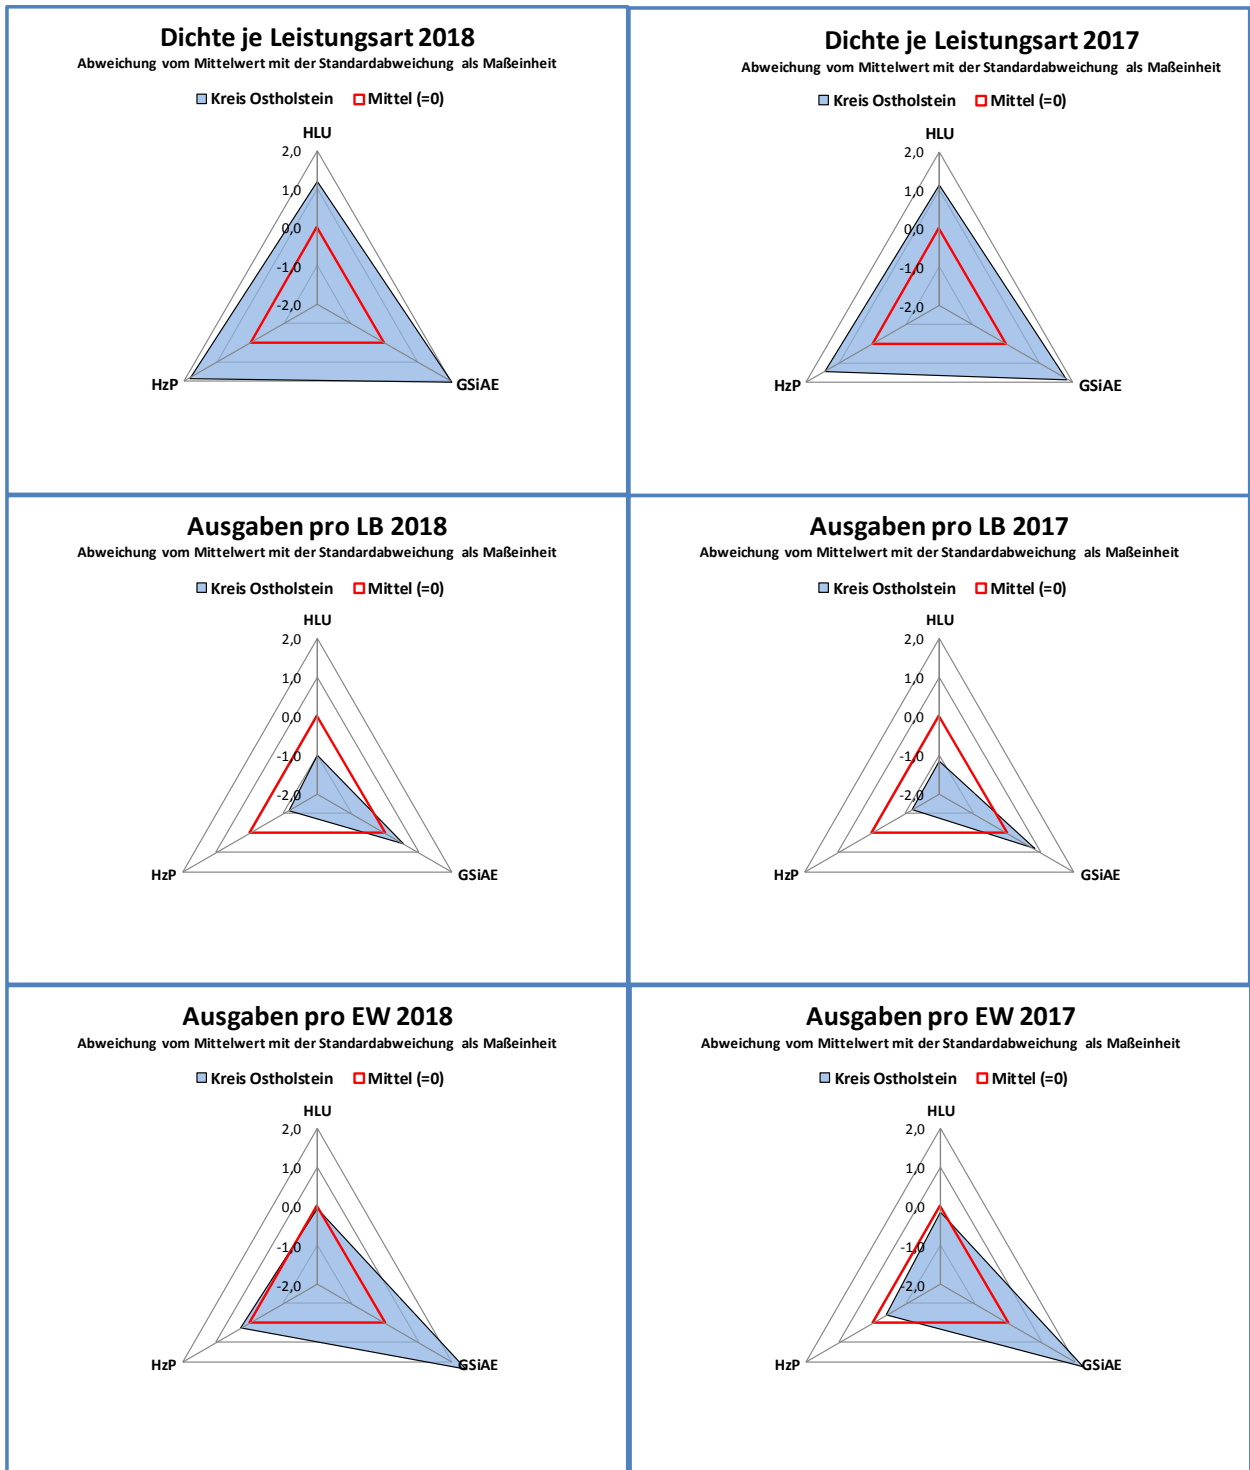 Dichte je Leistungsart 2018
Abweichung vom Mittelwert mit der Standardabweichung als Maßeinheit
Kreis Ostholstein Mittel (=0)
HLU
2,0
1,0
0,0
-1,0
-2,0
HzP GSiAE
Dichte je Leistungsart 2017
Abweichung vom Mittelwert mit der Standardabweichung als Maßeinheit
Kreis Ostholstein Mittel (=0)
HLU
2,0
1,0
0,0
-1,0
-2,0
HzP GSiAE
Ausgaben pro LB 2018
Abweichung vom Mittelwert mit der Standardabweichung als Maßeinheit
Kreis Ostholstein Mittel (=0)
HLU
2,0
1,0
0,0
-1,0
-2,0
HzP GSiAE
Ausgaben pro LB 2017
Abweichung vom Mittelwert mit der Standardabweichung als Maßeinheit
Kreis Ostholstein Mittel (=0)
HLU
2,0
1,0
0,0
-1,0
-2,0
HzP GSiAE
Ausgaben pro EW 2018
Abweichung vom Mittelwert mit der Standardabweichung als Maßeinheit
Kreis Ostholstein Mittel (=0)
HLU
2,0
1,0
0,0
-1,0
-2,0
HzP GSiAE
Ausgaben pro EW 2017
Abweichung vom Mittelwert mit der Standardabweichung als Maßeinheit
Kreis Ostholstein Mittel (=0)
HLU
2,0
1,0
0,0
-1,0
-2,0
HzP GSiAE